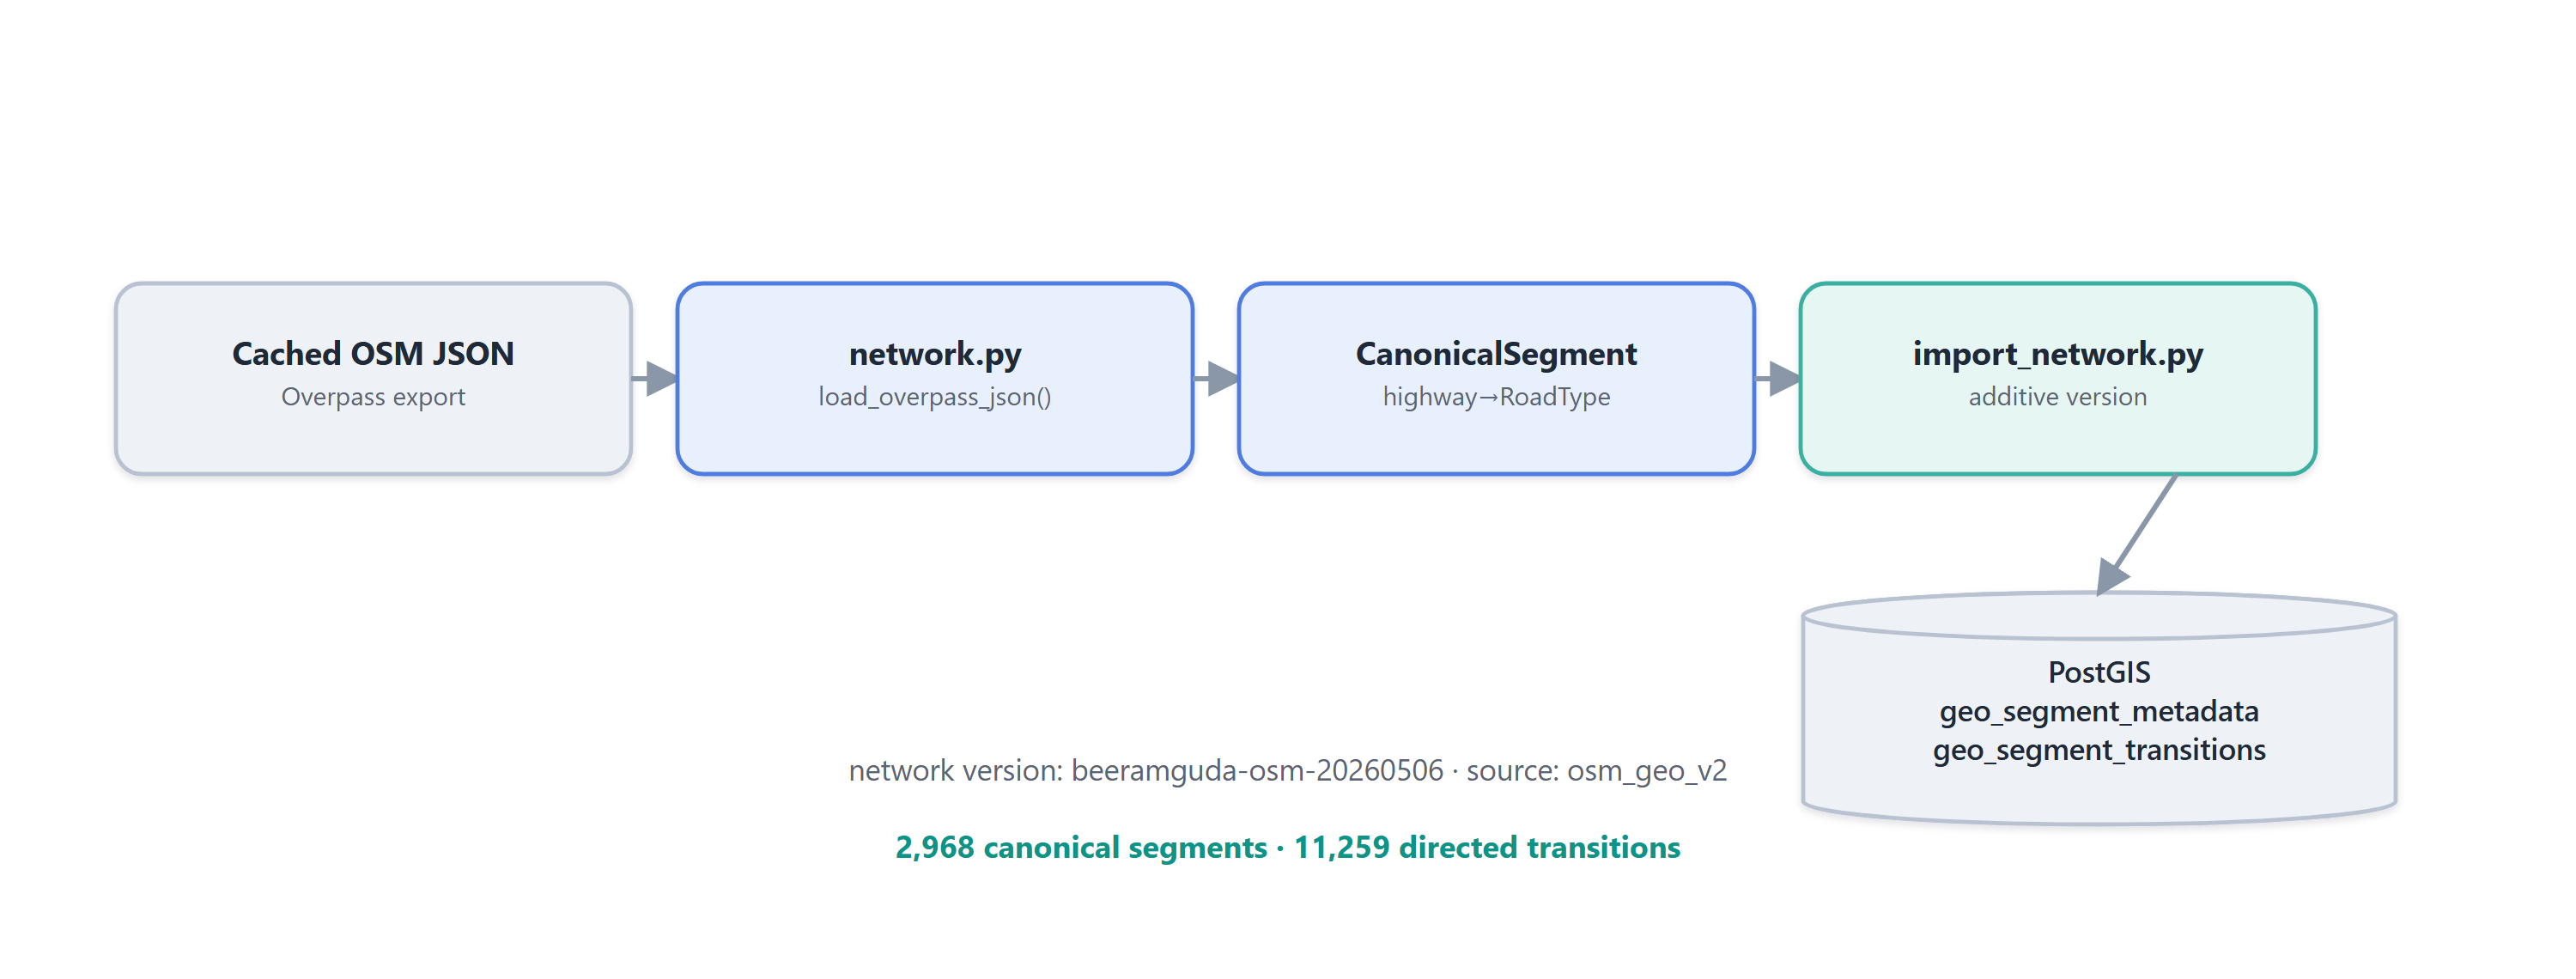 Cached OSM JSON
Overpass export
network.py
load_overpass_json()
CanonicalSegment
highway→RoadType
import_network.py
additive version
PostGIS
geo_segment_metadata
geo_segment_transitions
network version: beeramguda-osm-20260506 · source: osm_geo_v2
2,968 canonical segments · 11,259 directed transitions